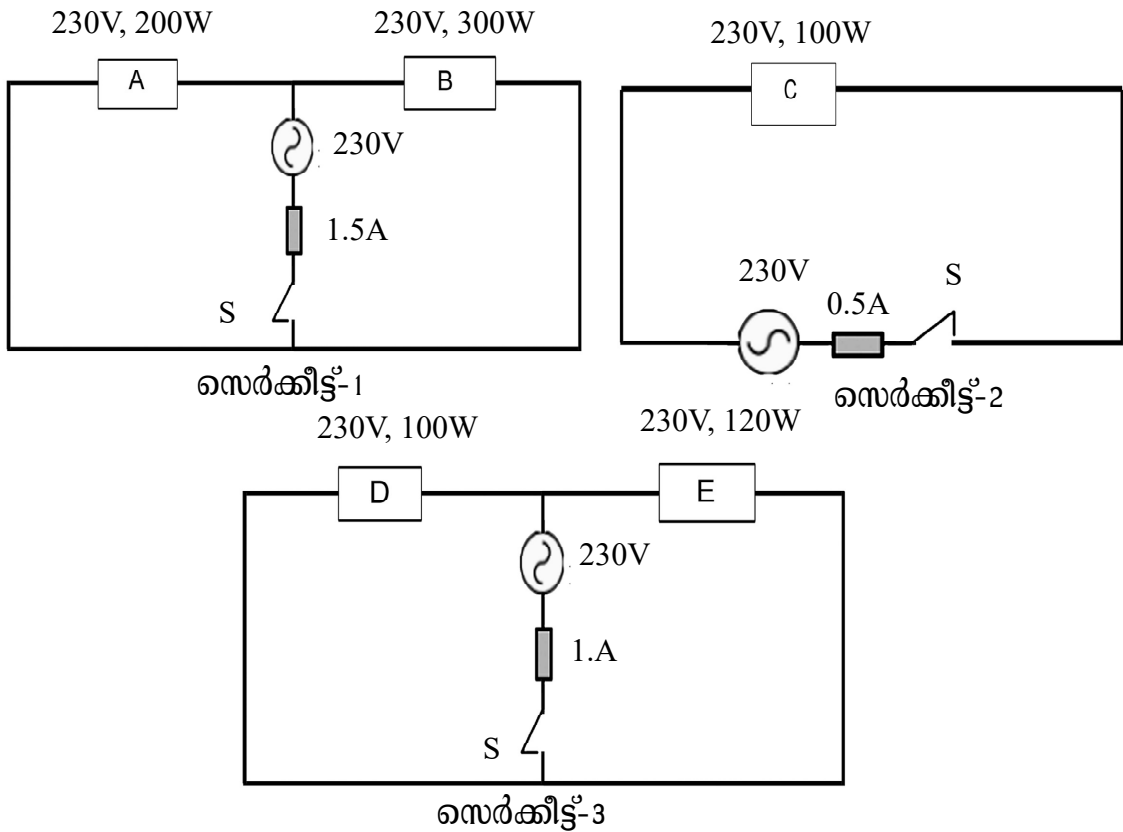 230V, 200W 230V, 300W
A B
230V
1.5A
S
സെർക്കീട്ട്-1
230V, 100W
C
230V
0.5A
S
സെർക്കീട്ട്-2
230V, 100W 230V, 120W
D E
230V
1.A
S
സെർക്കീട്ട്-3